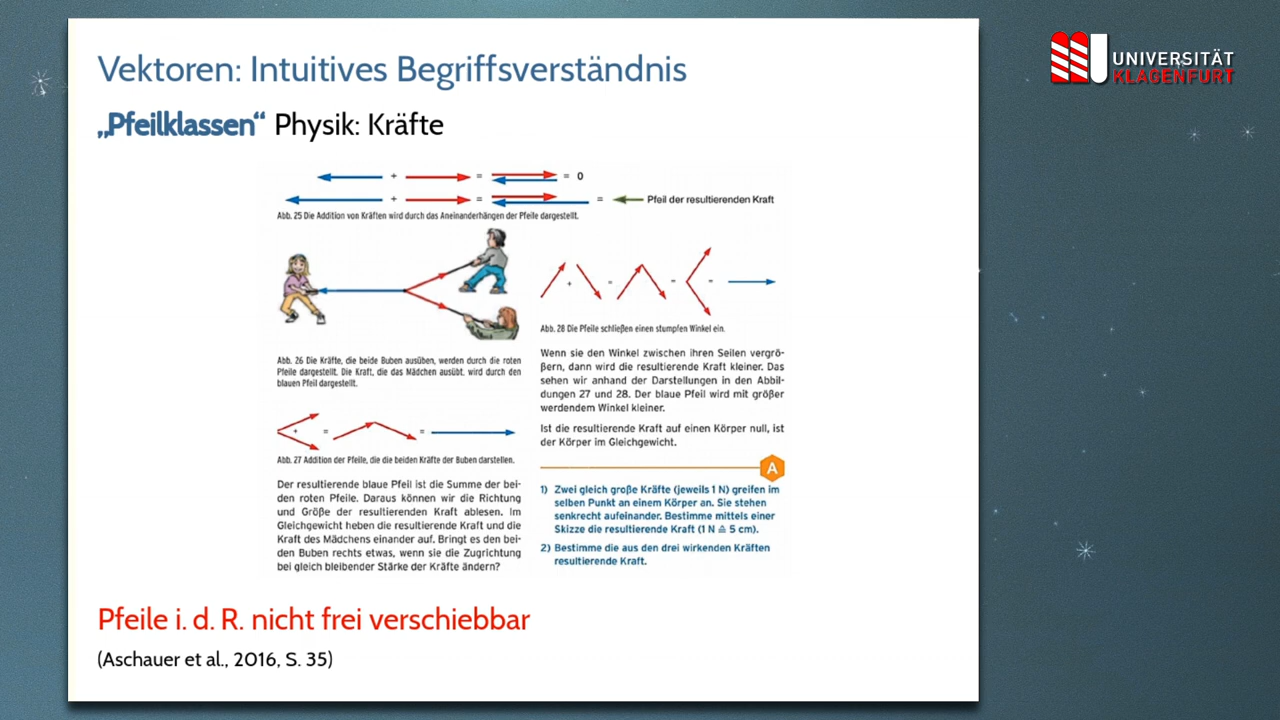 Vektoren: Intuitives Begriffsverständnis
UNIVERSITÄT
KLAGENFURT
„Pfeilklassen“ Physik: Kräfte
+ = = 0
+ = = Pfeil der resultierenden Kraft
Abb. 25 Die Addition von Kräften wird durch das Aneinanderhängen der Pfeile dargestellt.
Abb. 26 Die Kräfte, die beide Buben ausüben, werden durch die roten
Pfeile dargestellt. Die Kraft, die das Mädchen ausübt, wird durch den
blauen Pfeil dargestellt.
+ = =
Abb. 27 Addition der Pfeile, die die beiden Kräfte der Buben darstellen.
Der resultierende blaue Pfeil ist die Summe der bei-
den roten Pfeile. Daraus können wir die Richtung
und Größe der resultierenden Kraft ablesen. Im
Gleichgewicht heben die resultierende Kraft und die
Kraft des Mädchens einander auf. Bringt es den bei-
den Buben rechts etwas, wenn sie die Zugrichtung
bei gleich bleibender Stärke der Kräfte ändern?
+ = = =
Abb. 28 Die Pfeile schließen einen stumpfen Winkel ein.
Wenn sie den Winkel zwischen ihren Seilen vergrö-
ßern, dann wird die resultierende Kraft kleiner. Das
sehen wir anhand der Darstellungen in den Abbil-
dungen 27 und 28. Der blaue Pfeil wird mit größer
werdendem Winkel kleiner.
Ist die resultierende Kraft auf einen Körper null, ist
der Körper im Gleichgewicht.
A
1) Zwei gleich große Kräfte (jeweils 1 N) greifen im
selben Punkt an einem Körper an. Sie stehen
senkrecht aufeinander. Bestimme mittels einer
Skizze die resultierende Kraft (1 N ≙ 5 cm).
2) Bestimme die aus den drei wirkenden Kräften
resultierende Kraft.
Pfeile i. d. R. nicht frei verschiebbar
(Aschauer et al., 2016, S. 35)